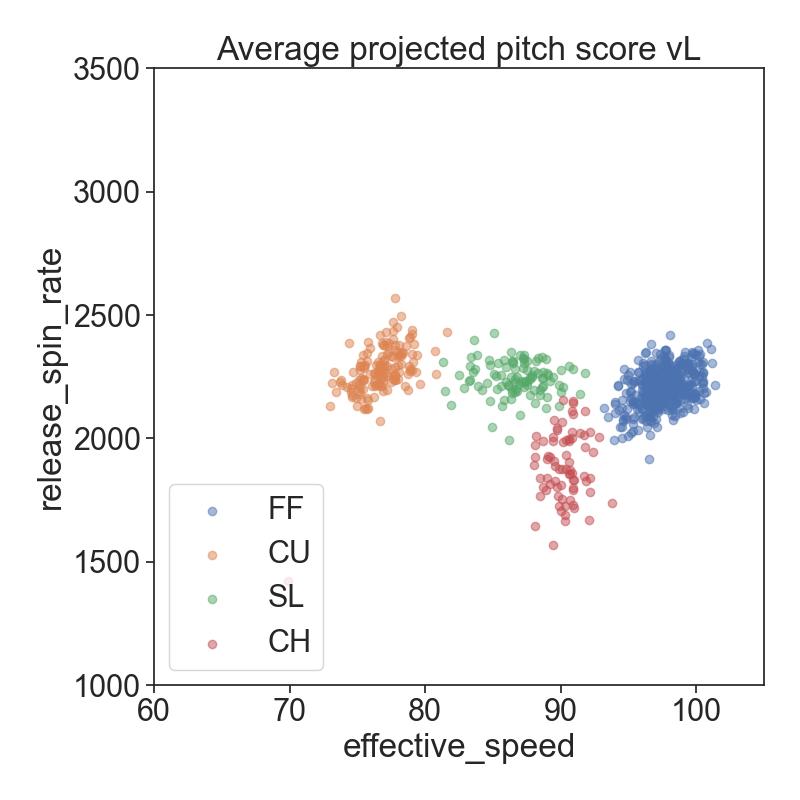 Average projected pitch score vL
3500
3000
2500
2000
1500
1000
release_spin_rate
FF
CU
SL
CH
60 70 80 90 100
effective_speed